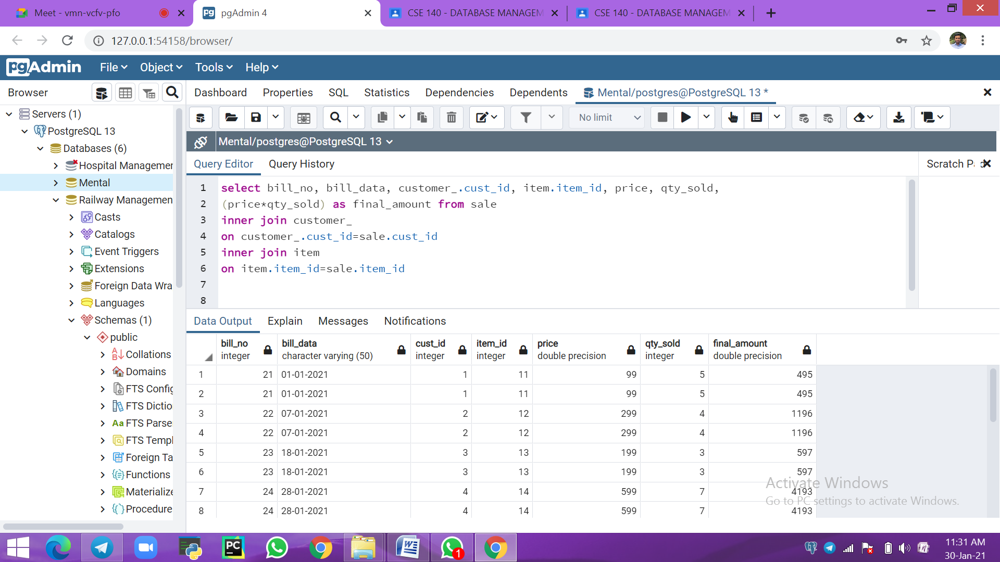 Meet - vmn-vcfv-pfo
pgAdmin 4
CSE 140 - DATABASE MANAGEM
CSE 140 - DATABASE MANAGEM
127.0.0.1:54158/browser/
pgAdmin File Object Tools Help
Browser
Dashboard Properties SQL Statistics Dependencies Dependents Mental/postgres@PostgreSQL 13 *
No limit
Servers (1)
PostgreSQL 13
Databases (6)
Hospital Managemer
Mental
Railway Managemen
Casts
Catalogs
Event Triggers
Extensions
Foreign Data Wra
Languages
Schemas (1)
public
Collations
Domains
FTS Config
FTS Dictio
Aa FTS Parse
FTS Templ
Foreign Ta
Functions
Materialize
Procedure
Mental/postgres@PostgreSQL 13
Query Editor Query History
Scratch Pa
1 select bill_no, bill_data, customer_.cust_id, item.item_id, price, qty_sold,
2 (price*qty_sold) as final_amount from sale
3 inner join customer_
4 on customer_.cust_id=sale.cust_id
5 inner join item
6 on item.item_id=sale.item_id
7
8
Data Output Explain Messages Notifications
bill_no bill_data cust_id item_id price qty_sold final_amount
integer character varying (50) integer integer double precision integer double precision
1 21 01-01-2021 1 11 99 5 495
2 21 01-01-2021 1 11 99 5 495
3 22 07-01-2021 2 12 299 4 1196
4 22 07-01-2021 2 12 299 4 1196
5 23 18-01-2021 3 13 199 3 597
6 23 18-01-2021 3 13 199 3 597
7 24 28-01-2021 4 14 599 7 4193
8 24 28-01-2021 4 14 599 7 4193
Activate Windows
Go to PC settings to activate Windows.
PC
1
11:31 AM
30-Jan-21